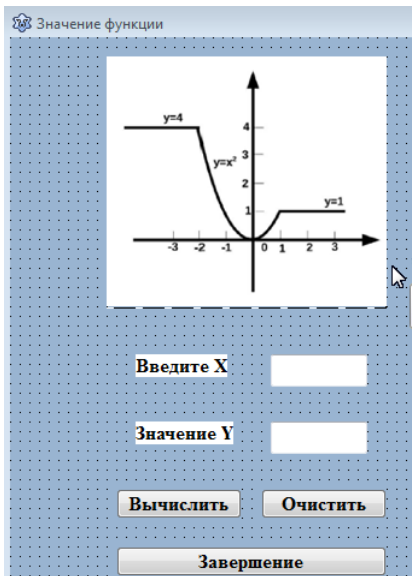 Значение функции
y=4
4
y=x²
3
2
y=1
1
-3 -2 -1 0 1 2 3
Введите X
Значение Y
Вычислить Очистить
Завершение